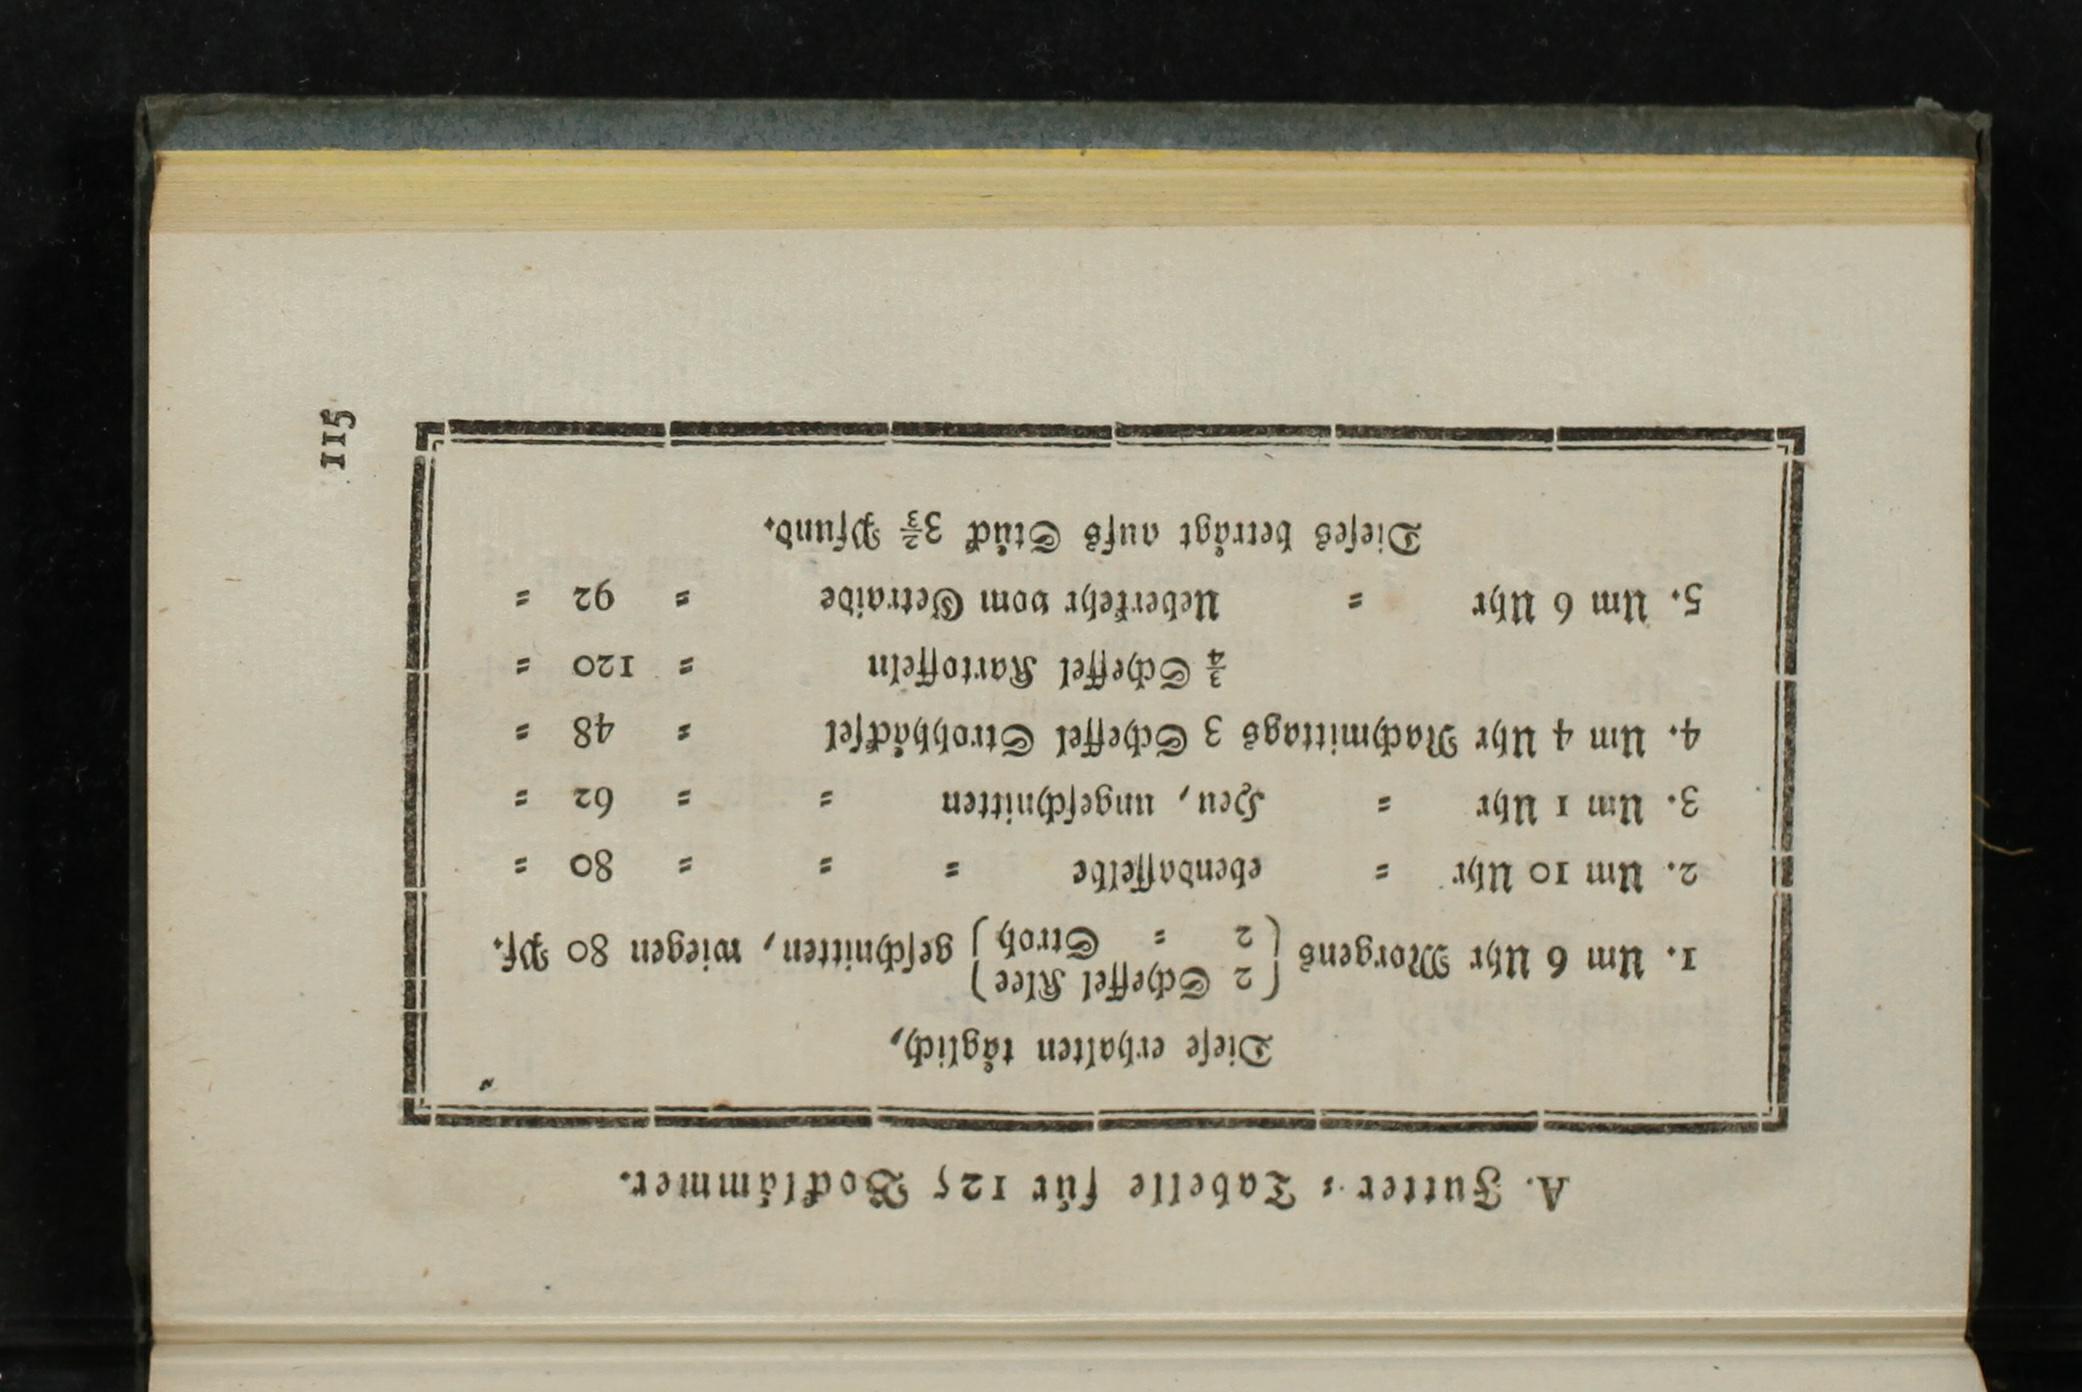 115
A. Futter⸗Tabelle für 125 Bocklämmer.
Dieſe erhalten täglich,
1. Um 6 Uhr Morgens { 2 Scheffel Klee } geſchnitten, wiegen 80 Pf.
{ 2 = Stroh }
2. Um 10 Uhr = ebendaſſelbe = = = 80 =
3. Um 1 Uhr = Heu, ungeſchnitten = = 62 =
4. Um 4 Uhr Nachmittags 3 Scheffel Strohhäckſel = 48 =
¾ Scheffel Kartoffeln = 120 =
5. Um 6 Uhr = Ueberkehr vom Getraide = 92 =
Dieſes beträgt aufs Stück 3⅔ Pfund.